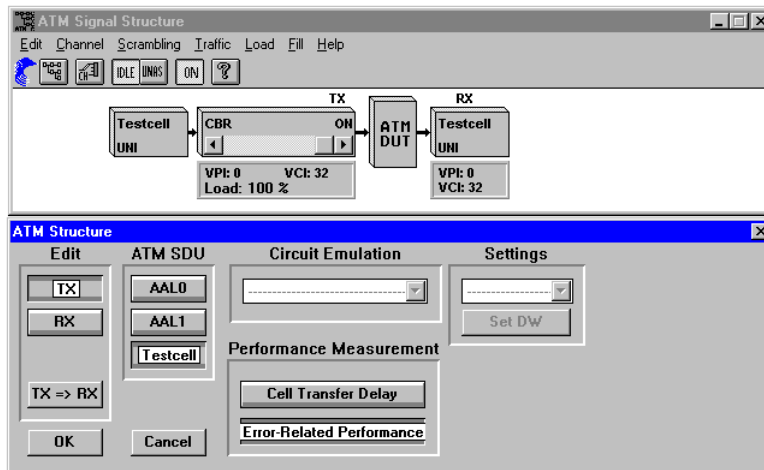 ATM Signal Structure
Edit Channel Scrambling Traffic Load Fill Help
CH IDLE UNAS ON ?
TX RX
Testcell CBR ON ATM Testcell
UNI DUT UNI
VPI: 0 VCI: 32 VPI: 0
Load: 100 % VCI: 32
ATM Structure
Edit ATM SDU Circuit Emulation Settings
TX AAL0
RX AAL1 Set DW
Testcell Performance Measurement
TX => RX Cell Transfer Delay
OK Cancel Error-Related Performance